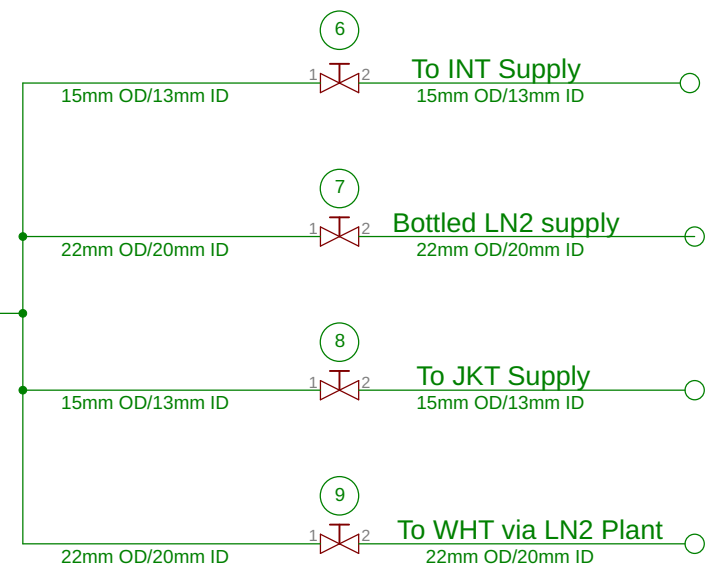 6
1 2 To INT Supply
15mm OD/13mm ID 15mm OD/13mm ID
7
1 2 Bottled LN2 supply
22mm OD/20mm ID 22mm OD/20mm ID
8
1 2 To JKT Supply
15mm OD/13mm ID 15mm OD/13mm ID
9
1 2 To WHT via LN2 Plant
22mm OD/20mm ID 22mm OD/20mm ID